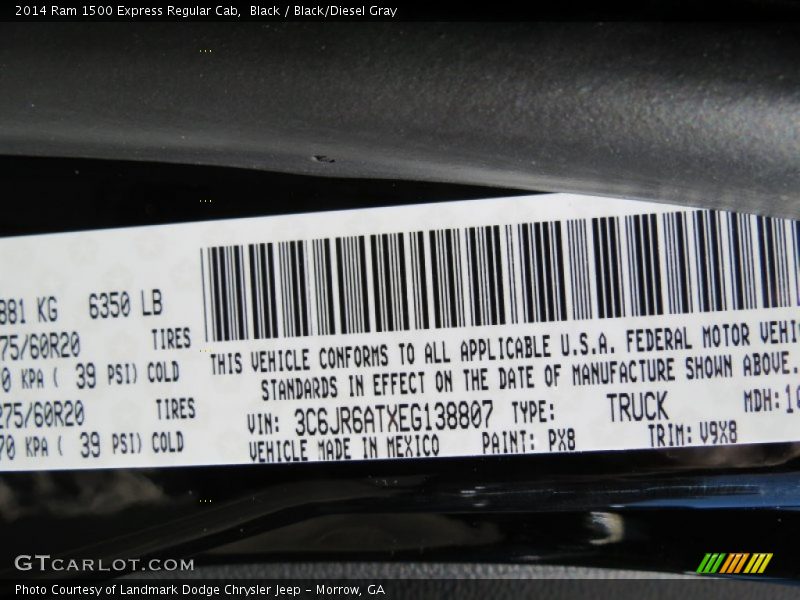 2014 Ram 1500 Express Regular Cab,  Black / Black/Diesel Gray
881 KG 6350 LB
75/60R20 TIRES
0 KPA ( 39 PSI) COLD
275/60R20 TIRES
70 KPA ( 39 PSI) COLD
THIS VEHICLE CONFORMS TO ALL APPLICABLE U.S.A. FEDERAL MOTOR VEHI
STANDARDS IN EFFECT ON THE DATE OF MANUFACTURE SHOWN ABOVE.
VIN: 3C6JR6ATXEG138807 TYPE: TRUCK MDH: 10
VEHICLE MADE IN MEXICO PAINT: PX8 TRIM: V9X8
GTCARLOT.COM
Photo Courtesy of Landmark Dodge Chrysler Jeep - Morrow, GA